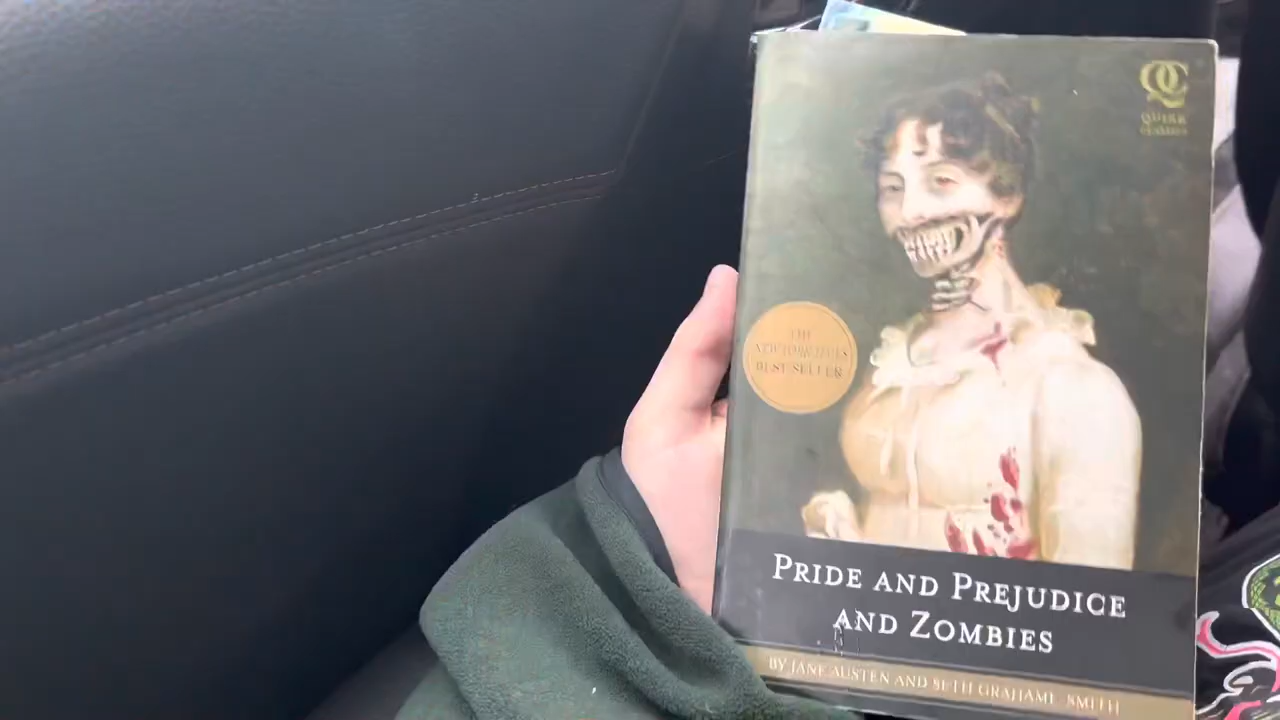 QC
QUIRK
CLASSICS
THE
NEW YORK TIMES
BEST SELLER
PRIDE AND PREJUDICE
AND ZOMBIES
BY JANE AUSTEN AND SETH GRAHAME-SMITH